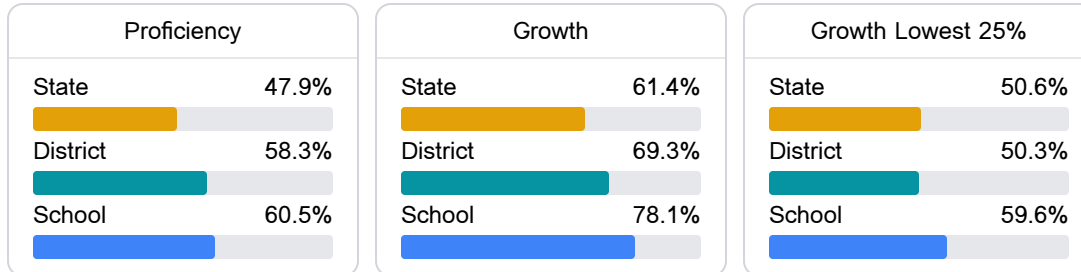 Proficiency
State 47.9%
District 58.3%
School 60.5%
Growth
State 61.4%
District 69.3%
School 78.1%
Growth Lowest 25%
State 50.6%
District 50.3%
School 59.6%